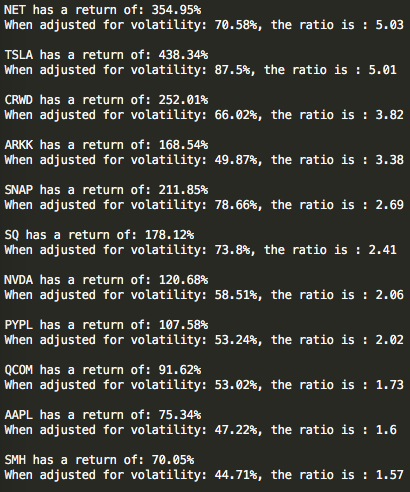 NET has a return of: 354.95%
When adjusted for volatility: 70.58%, the ratio is : 5.03
TSLA has a return of: 438.34%
When adjusted for volatility: 87.5%, the ratio is : 5.01
CRWD has a return of: 252.01%
When adjusted for volatility: 66.02%, the ratio is : 3.82
ARKK has a return of: 168.54%
When adjusted for volatility: 49.87%, the ratio is : 3.38
SNAP has a return of: 211.85%
When adjusted for volatility: 78.66%, the ratio is : 2.69
SQ has a return of: 178.12%
When adjusted for volatility: 73.8%, the ratio is : 2.41
NVDA has a return of: 120.68%
When adjusted for volatility: 58.51%, the ratio is : 2.06
PYPL has a return of: 107.58%
When adjusted for volatility: 53.24%, the ratio is : 2.02
QCOM has a return of: 91.62%
When adjusted for volatility: 53.02%, the ratio is : 1.73
AAPL has a return of: 75.34%
When adjusted for volatility: 47.22%, the ratio is : 1.6
SMH has a return of: 70.05%
When adjusted for volatility: 44.71%, the ratio is : 1.57